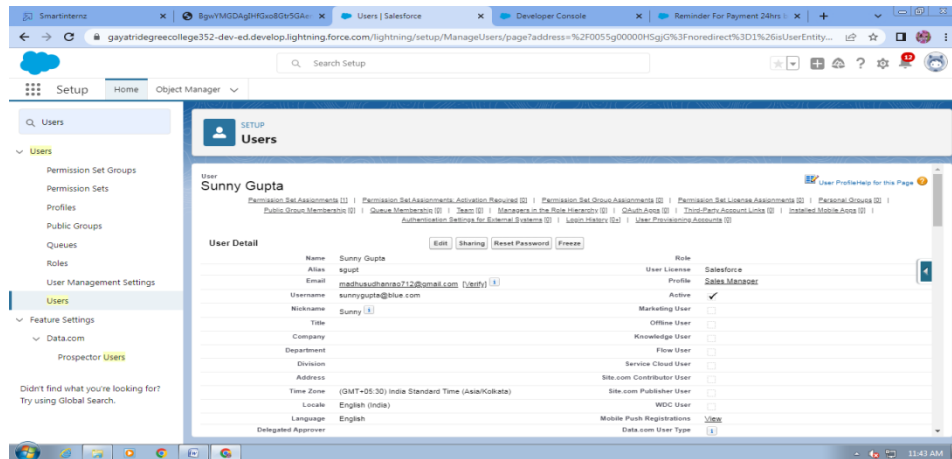 Smartinternz
BgwYMGDAgIHfGxoBGtr5GAs
Users | Salesforce
Developer Console
Reminder For Payment 24hrs b
gayatridegreecollege352-dev-ed.develop.lightning.force.com/lightning/setup/ManageUsers/page?address=%2F0055g00000HSgjG%3Fnoredirect%3D1%26isUserEntity...
Search Setup
12
Setup Home Object Manager
Users
SETUP
Users
Users
Permission Set Groups
Permission Sets
Profiles
Public Groups
Queues
Roles
User Management Settings
Users
Feature Settings
Data.com
Prospector Users
Didn't find what you're looking for?
Try using Global Search.
User
Sunny Gupta
User Profile Help for this Page
Permission Set Assignments [1] | Permission Set Assignments: Activation Required [0] | Permission Set Group Assignments [0] | Permission Set License Assignments [0] | Personal Groups [0] |
Public Group Membership [0] | Queue Membership [0] | Team [0] | Managers in the Role Hierarchy [0] | OAuth Apps [0] | Third-Party Account Links [0] | Installed Mobile Apps [0] |
Authentication Settings for External Systems [0] | Login History [0+] | User Provisioning Accounts [0]
User Detail Edit Sharing Reset Password Freeze
Name Sunny Gupta Role
Alias sgupt User License Salesforce
Email madhusudhanrao712@gmail.com [Verify] Profile Sales Manager
Username sunnygupta@blue.com Active
Nickname Sunny Marketing User
Title Offline User
Company Knowledge User
Department Flow User
Division Service Cloud User
Address Site.com Contributor User
Time Zone (GMT+05:30) India Standard Time (Asia/Kolkata) Site.com Publisher User
Locale English (India) WDC User
Language English Mobile Push Registrations View
Delegated Approver Data.com User Type
11:43 AM